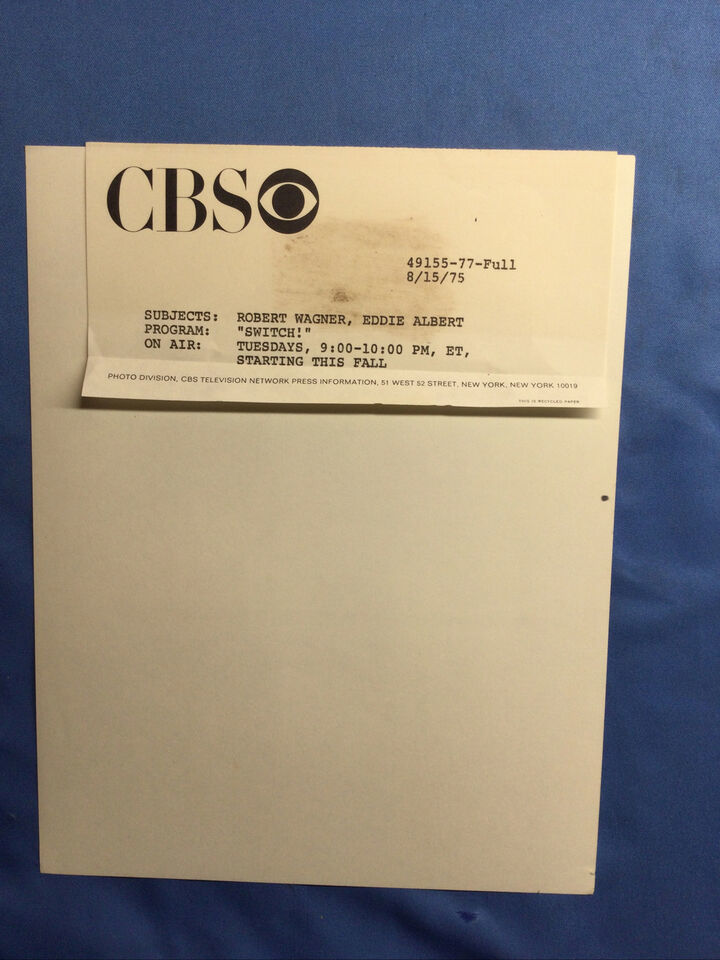 CBS
49155-77-Full
8/15/75
SUBJECTS: ROBERT WAGNER, EDDIE ALBERT
PROGRAM: "SWITCH!"
ON AIR: TUESDAYS, 9:00-10:00 PM, ET,
STARTING THIS FALL
PHOTO DIVISION, CBS TELEVISION NETWORK PRESS INFORMATION, 51 WEST 52 STREET, NEW YORK, NEW YORK 10019
THIS IS RECYCLED PAPER